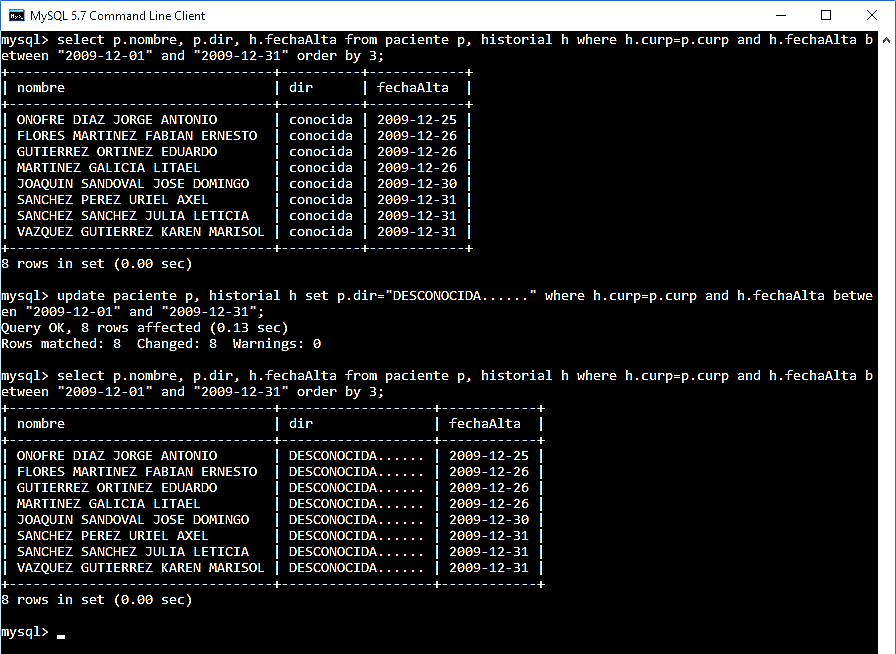 MySQL 5.7 Command Line Client
mysql> select p.nombre, p.dir, h.fechaAlta from paciente p, historial h where h.curp=p.curp and h.fechaAlta b
etween "2009-12-01" and "2009-12-31" order by 3;
+--------------------------------+----------+------------+
| nombre | dir | fechaAlta |
+--------------------------------+----------+------------+
| ONOFRE DIAZ JORGE ANTONIO | conocida | 2009-12-25 |
| FLORES MARTINEZ FABIAN ERNESTO | conocida | 2009-12-26 |
| GUTIERREZ ORTINEZ EDUARDO | conocida | 2009-12-26 |
| MARTINEZ GALICIA LITAEL | conocida | 2009-12-26 |
| JOAQUIN SANDOVAL JOSE DOMINGO | conocida | 2009-12-30 |
| SANCHEZ PEREZ URIEL AXEL | conocida | 2009-12-31 |
| SANCHEZ SANCHEZ JULIA LETICIA | conocida | 2009-12-31 |
| VAZQUEZ GUTIERREZ KAREN MARISOL | conocida | 2009-12-31 |
+--------------------------------+----------+------------+
8 rows in set (0.00 sec)
mysql> update paciente p, historial h set p.dir="DESCONOCIDA......" where h.curp=p.curp and h.fechaAlta betwe
en "2009-12-01" and "2009-12-31";
Query OK, 8 rows affected (0.13 sec)
Rows matched: 8  Changed: 8  Warnings: 0
mysql> select p.nombre, p.dir, h.fechaAlta from paciente p, historial h where h.curp=p.curp and h.fechaAlta b
etween "2009-12-01" and "2009-12-31" order by 3;
+--------------------------------+-------------------+------------+
| nombre | dir | fechaAlta |
+--------------------------------+-------------------+------------+
| ONOFRE DIAZ JORGE ANTONIO | DESCONOCIDA...... | 2009-12-25 |
| FLORES MARTINEZ FABIAN ERNESTO | DESCONOCIDA...... | 2009-12-26 |
| GUTIERREZ ORTINEZ EDUARDO | DESCONOCIDA...... | 2009-12-26 |
| MARTINEZ GALICIA LITAEL | DESCONOCIDA...... | 2009-12-26 |
| JOAQUIN SANDOVAL JOSE DOMINGO | DESCONOCIDA...... | 2009-12-30 |
| SANCHEZ PEREZ URIEL AXEL | DESCONOCIDA...... | 2009-12-31 |
| SANCHEZ SANCHEZ JULIA LETICIA | DESCONOCIDA...... | 2009-12-31 |
| VAZQUEZ GUTIERREZ KAREN MARISOL | DESCONOCIDA...... | 2009-12-31 |
+--------------------------------+-------------------+------------+
8 rows in set (0.00 sec)
mysql> _